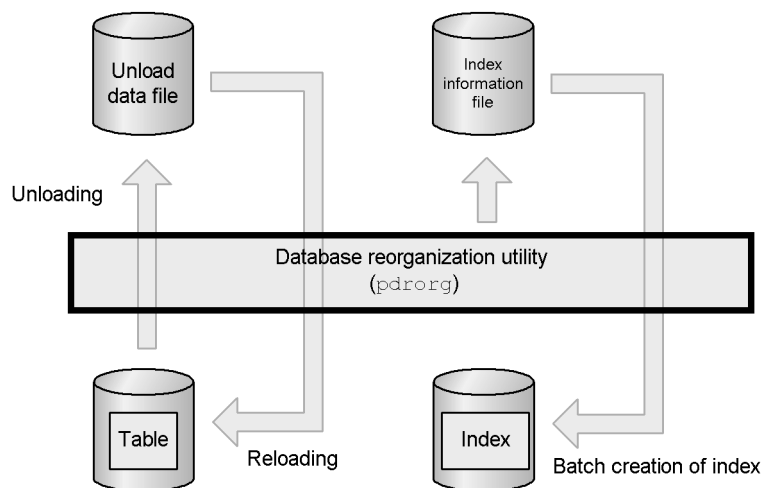 Unload
data file
Index
information
file
Unloading
Database reorganization utility
(pdrorg)
Table
Index
Reloading
Batch creation of index